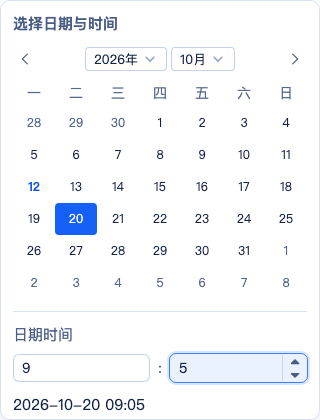 选择日期与时间
2026年 10月
一 二 三 四 五 六 日
28 29 30 1 2 3 4
5 6 7 8 9 10 11
12 13 14 15 16 17 18
19 20 21 22 23 24 25
26 27 28 29 30 31 1
2 3 4 5 6 7 8
日期时间
9 : 5
2026-10-20 09:05